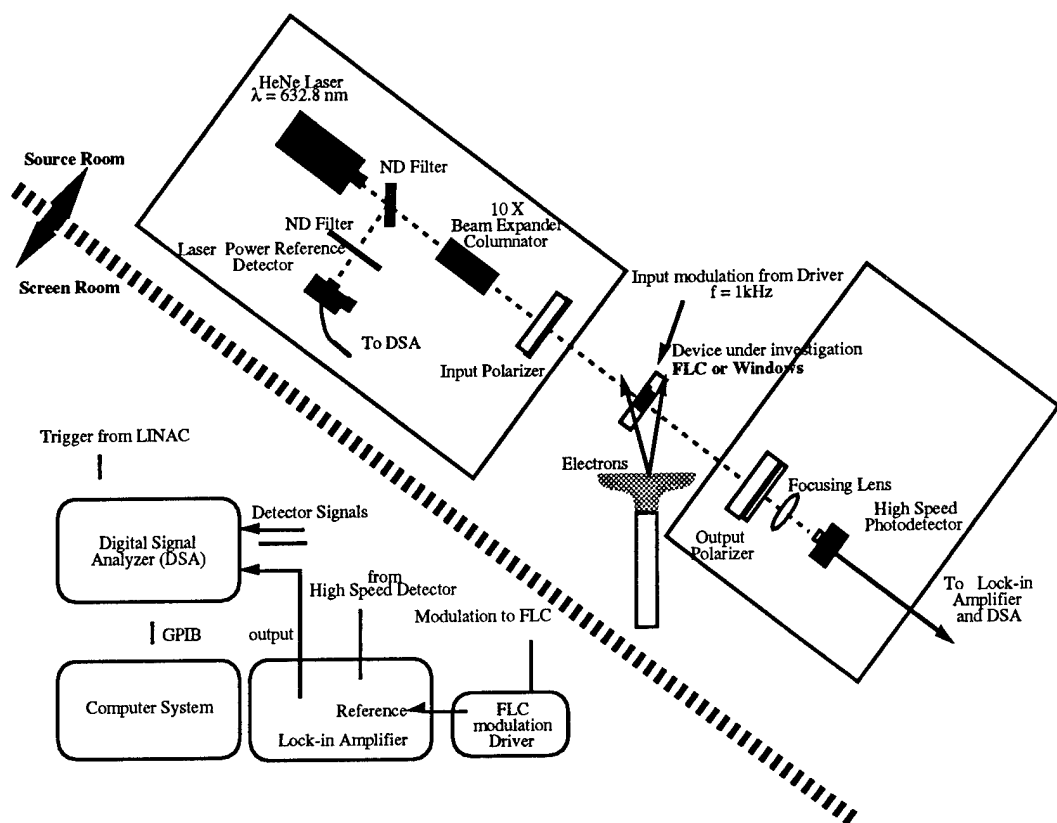 HeNe Laser
λ = 632.8 nm
Source Room
ND Filter
10 X
Beam Expander
Columnator
ND Filter
Laser Power Reference
Detector
Screen Room
Input modulation from Driver
f = 1kHz
To DSA
Input Polarizer
Device under investigation
FLC or Windows
Trigger from LINAC
Electrons
Focusing Lens
High Speed
Photodetector
Detector Signals
Digital Signal
Analyzer (DSA)
Output
Polarizer
from
High Speed Detector
To Lock-in
Amplifier
and DSA
Modulation to FLC
GPIB
output
Computer System
Reference
Lock-in Amplifier
FLC
modulation
Driver